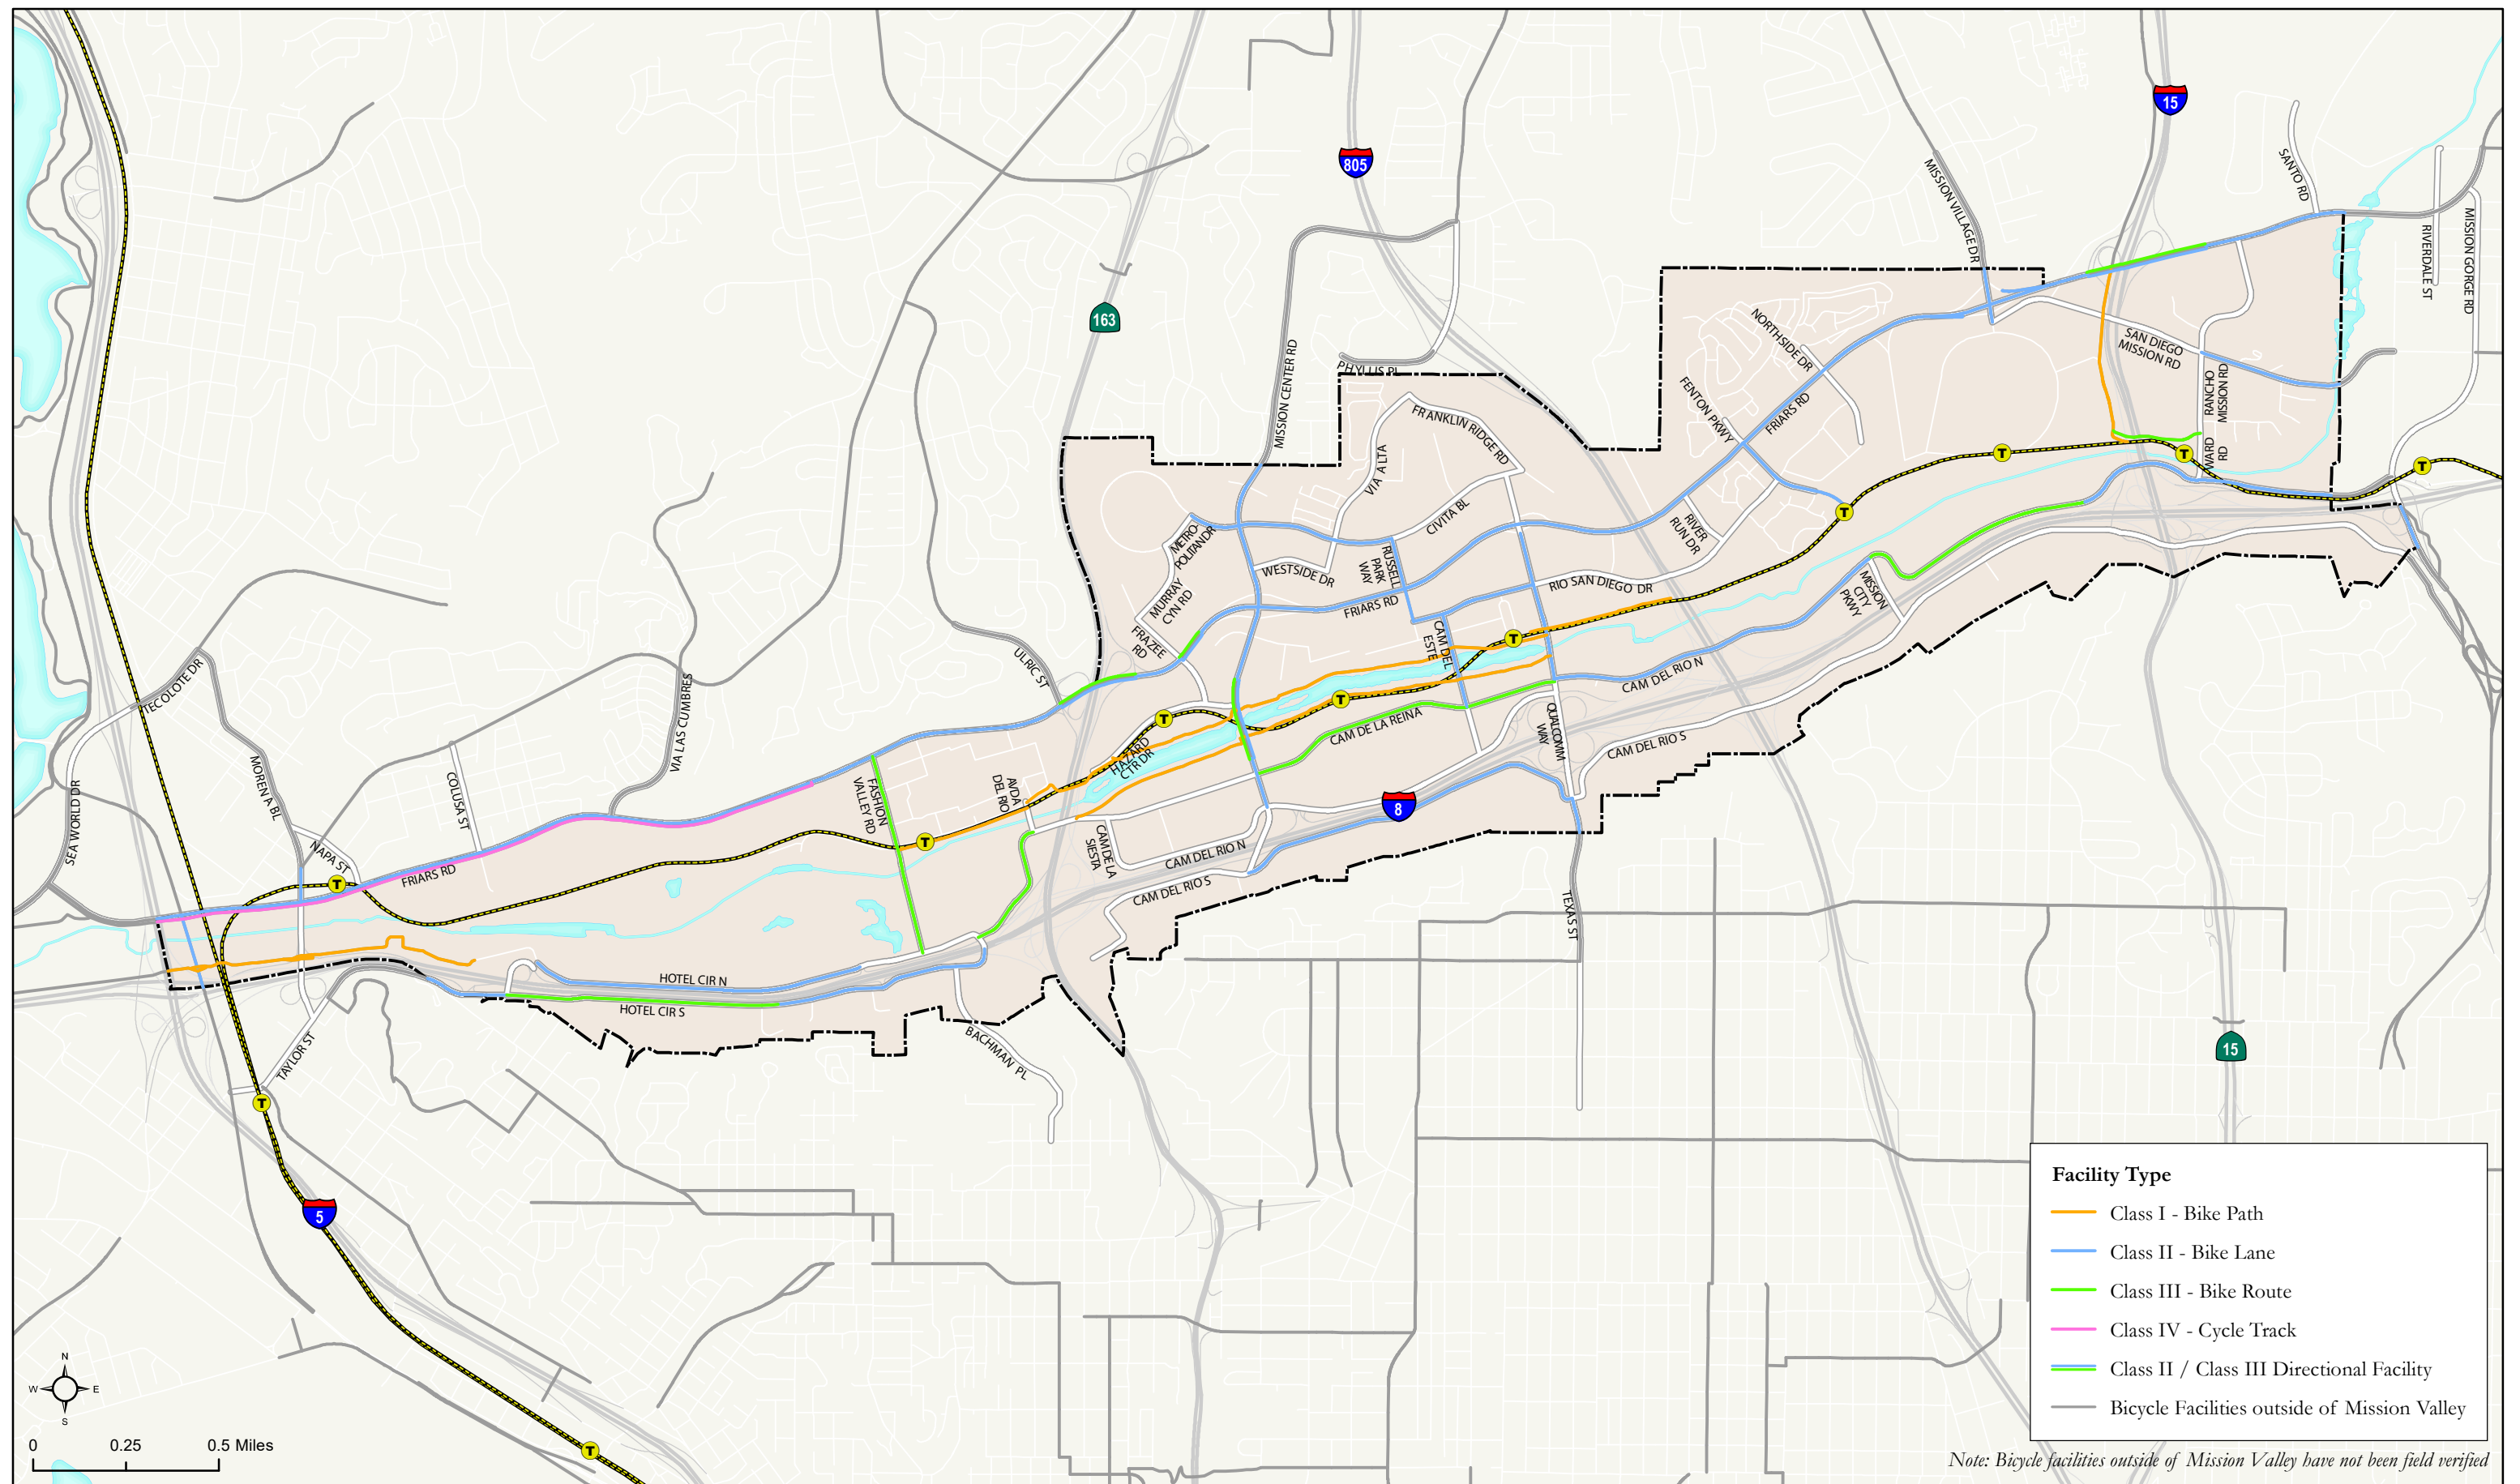 15
SANTO RD
805
MISSION VILLAGE DR
MISSION GORGE RD
RIVERDALE ST
163
NORTHSIDE DR
SAN DIEGO
MISSION RD
MISSION CENTER RD
PHYLLIS PL
FENTON PKWY
FRIARS RD
RANCHO
MISSION RD
FRANKLIN RIDGE RD
VIA ALTA
WARD
RD
T
T
T
CIVITA BL
T
METRO-
POLITAN DR
RIVER
RUN DR
RUSSELL
PARK
WAY
WESTSIDE DR
RIO SAN DIEGO DR
MURRAY
CYN RD
FRIARS RD
MISSION
CITY
PKWY
FRAZEE
RD
CAM DEL
ESTE
T
ULRIC ST
TECOLOTE DR
VIA LAS CUMBRES
CAM DEL RIO N
T
T
CAM DE LA REINA
QUALCOMM
WAY
HAZARD
CTR DR
CAM DEL RIO S
SEA WORLD DR
MORENA BL
COLUSA ST
FASHION
VALLEY RD
AVDA
DEL RIO
8
T
NAPA ST
CAM DE LA
SIESTA
CAM DEL RIO N
T
FRIARS RD
CAM DEL RIO S
TEXAS ST
HOTEL CIR N
HOTEL CIR S
BACHMAN PL
TAYLOR ST
15
T
5
Facility Type
Class I - Bike Path
Class II - Bike Lane
Class III - Bike Route
Class IV - Cycle Track
Class II / Class III Directional Facility
Bicycle Facilities outside of Mission Valley
N
W E
S
0 0.25 0.5 Miles
T
Note: Bicycle facilities outside of Mission Valley have not been field verified